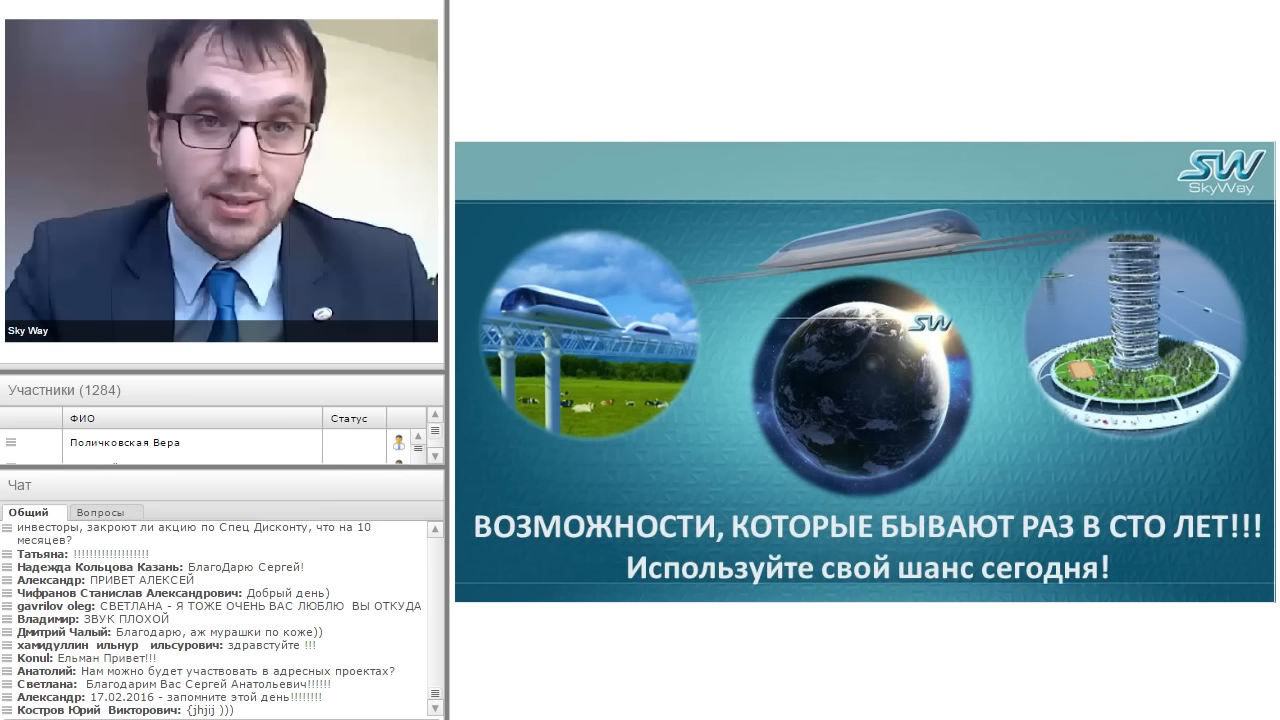 Sky Way
Участники (1284)
ФИО Статус
Поличковская Вера
Чат
Общий Вопросы
инвесторы, закроют ли акцию по Спец Дисконту, что на 10
месяцев?
Татьяна: !!!!!!!!!!!!!!!!!!!!
Надежда Кольцова Казань: БлагоДарю Сергей!
Александр: ПРИВЕТ АЛЕКСЕЙ
Чифранов Станислав Александрович: Добрый день)
gavrilov oleg: СВЕТЛАНА - Я ТОЖЕ ОЧЕНЬ ВАС ЛЮБЛЮ ВЫ ОТКУДА
Владимир: ЗВУК ПЛОХОЙ
Дмитрий Чалый: Благодарю, аж мурашки по коже))
хамидуллин ильнур ильсурович: здравстуйте !!!
Konul: Ельман Привет!!!
Анатолий: Нам можно будет участвовать в адресных проектах?
Светлана: Благодарим Вас Сергей Анатольевич!!!!!!
Александр: 17.02.2016 - запомните этой день!!!!!!!!
Костров Юрий Викторович: {jhjij )))
SW
SkyWay
SW
ВОЗМОЖНОСТИ, КОТОРЫЕ БЫВАЮТ РАЗ В СТО ЛЕТ!!!
Используйте свой шанс сегодня!